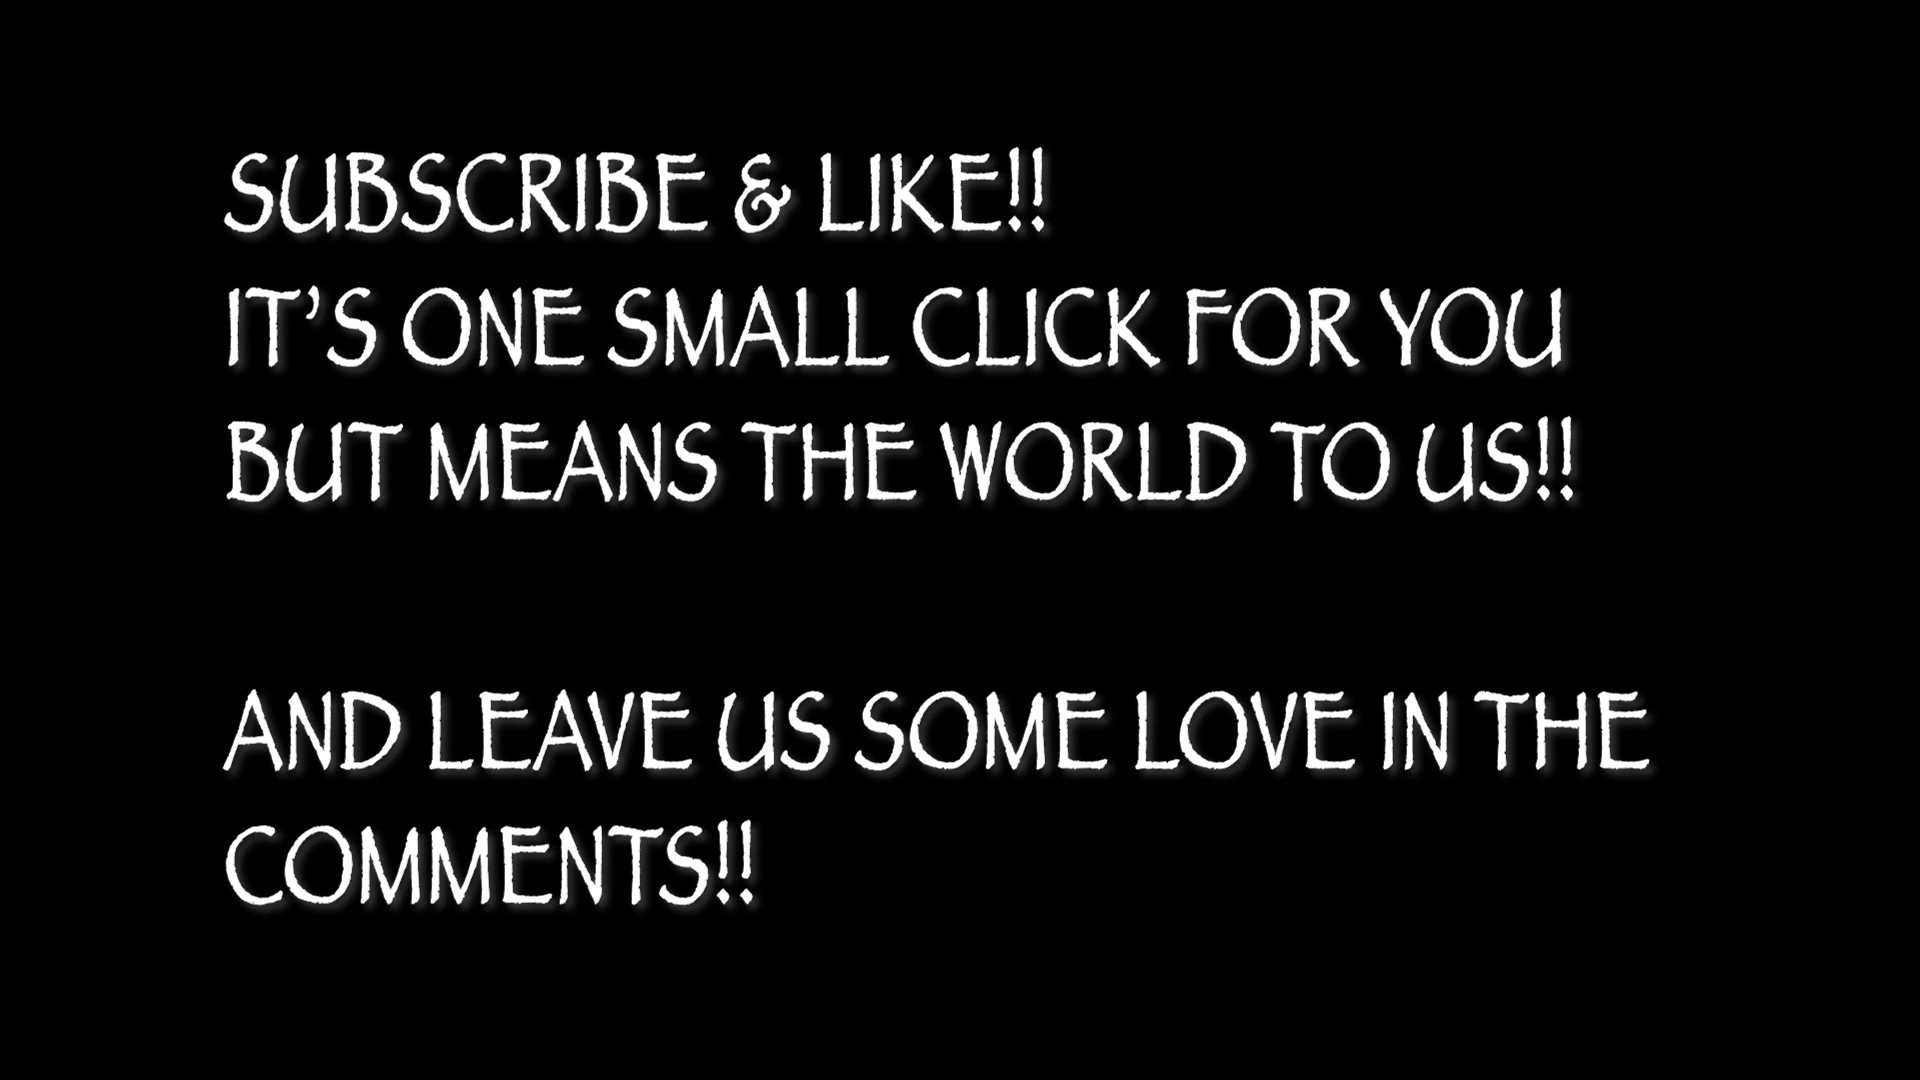 SUBSCRIBE & LIKE!!
IT’S ONE SMALL CLICK FOR YOU
BUT MEANS THE WORLD TO US!!
AND LEAVE US SOME LOVE IN THE
COMMENTS!!